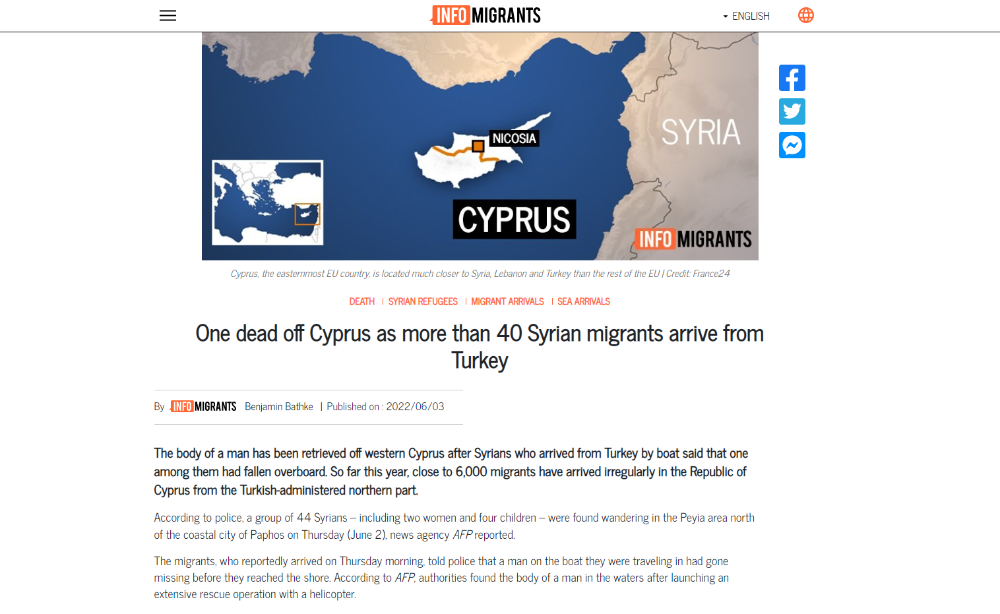 INFO MIGRANTS
ENGLISH
SYRIA
NICOSIA
CYPRUS
INFO MIGRANTS
Cyprus, the easternmost EU country, is located much closer to Syria, Lebanon and Turkey than the rest of the EU | Credit: France24
DEATH | SYRIAN REFUGEES | MIGRANT ARRIVALS | SEA ARRIVALS
One dead off Cyprus as more than 40 Syrian migrants arrive from
Turkey
By INFO MIGRANTS Benjamin Bathke | Published on : 2022/06/03
The body of a man has been retrieved off western Cyprus after Syrians who arrived from Turkey by boat said that one
among them had fallen overboard. So far this year, close to 6,000 migrants have arrived irregularly in the Republic of
Cyprus from the Turkish-administered northern part.
According to police, a group of 44 Syrians – including two women and four children – were found wandering in the Peyia area north
of the coastal city of Paphos on Thursday (June 2), news agency AFP reported.
The migrants, who reportedly arrived on Thursday morning, told police that a man on the boat they were traveling in had gone
missing before they reached the shore. According to AFP, authorities found the body of a man in the waters after launching an
extensive rescue operation with a helicopter.